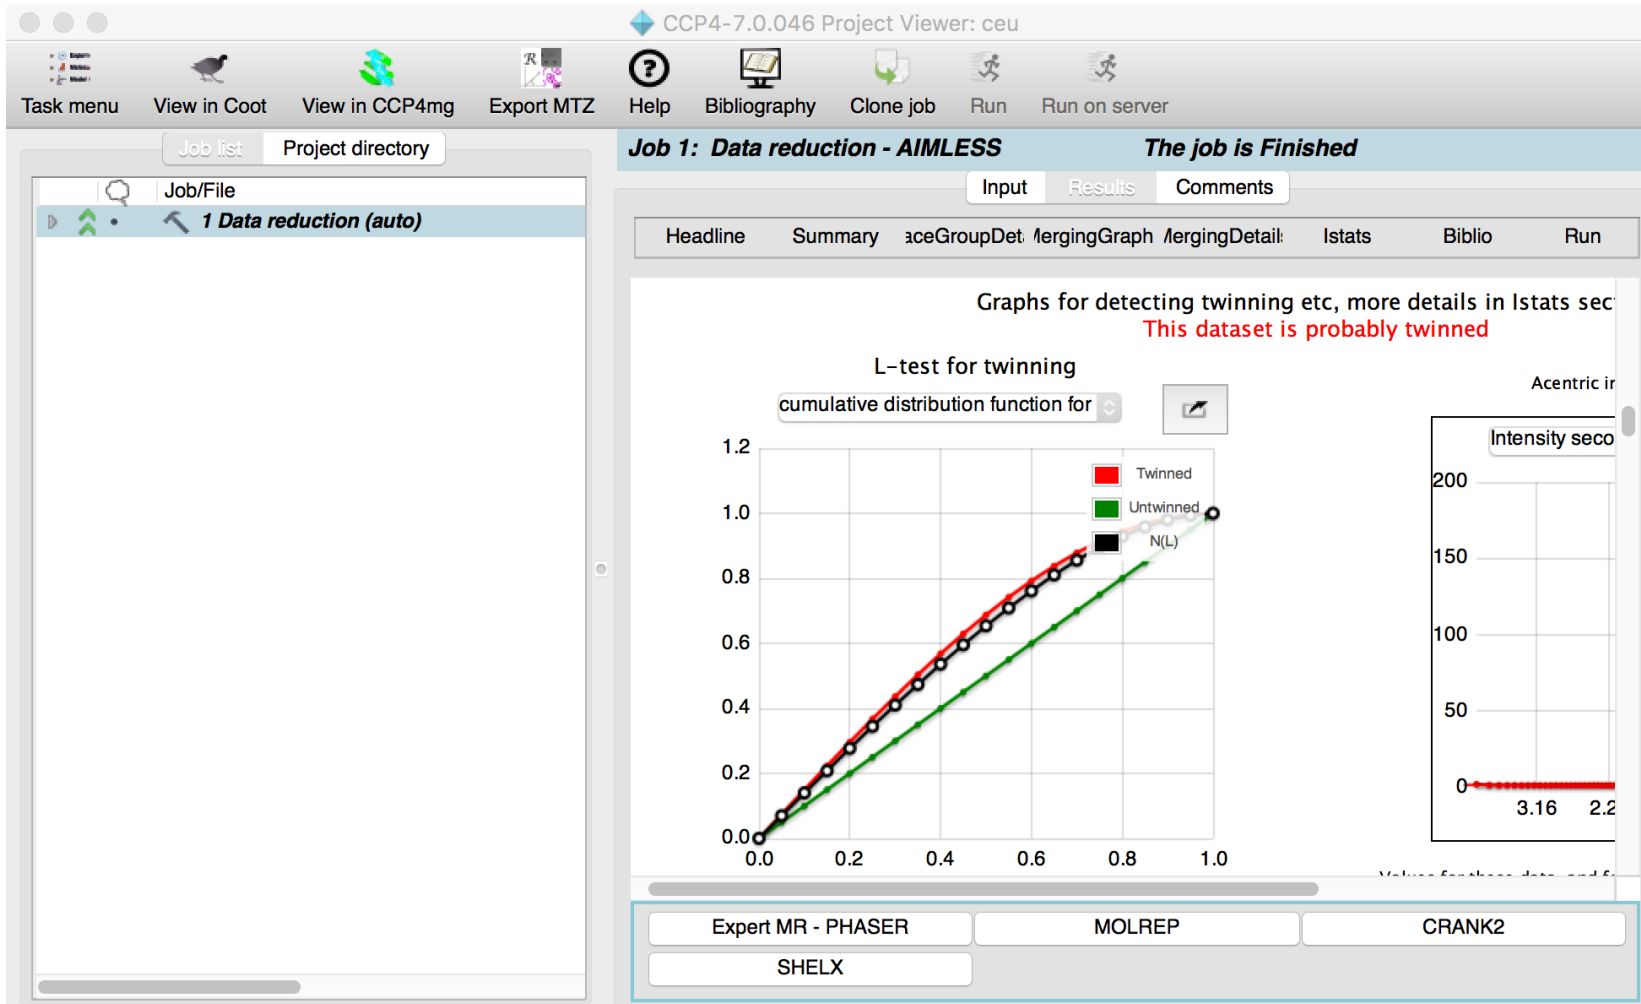 CCP4-7.0.046 Project Viewer: ceu
Task menu View in Coot View in CCP4mg Export MTZ Help Bibliography Clone job Run Run on server
Job list Project directory
Job/File
1 Data reduction (auto)
Job 1: Data reduction - AIMLESS The job is Finished
Input Results Comments
Headline Summary aceGroupDeta MergingGraph MergingDetails Istats Biblio Run
Graphs for detecting twinning etc, more details in Istats sec
This dataset is probably twinned
L-test for twinning
cumulative distribution function for
Twinned
Untwinned
N(L)
1.2
1.0
0.8
0.6
0.4
0.2
0.0
0.0 0.2 0.4 0.6 0.8 1.0
Acentric
Intensity seco
200
150
100
50
0
3.16 2.2
Expert MR - PHASER MOLREP CRANK2
SHELX